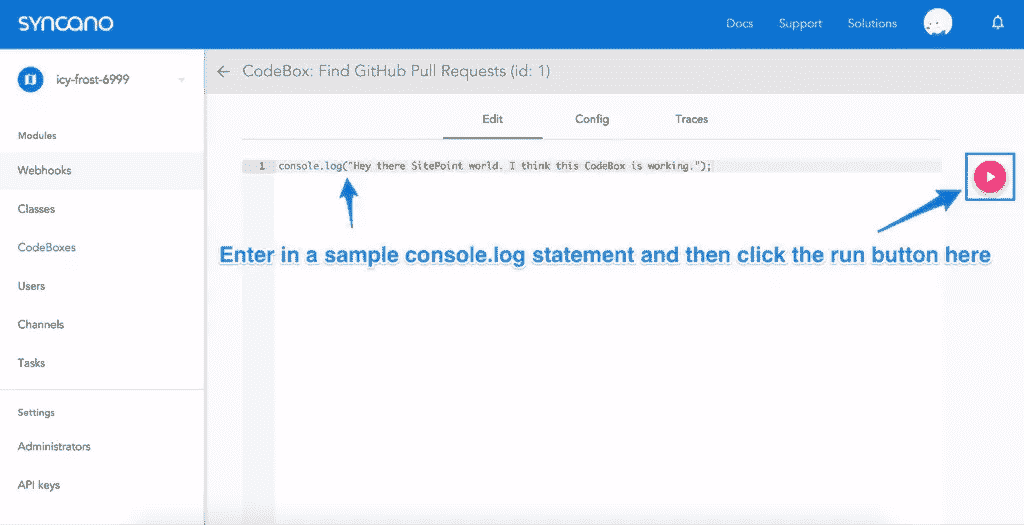 syncano
Docs Support Solutions
icy-frost-6999
CodeBox: Find GitHub Pull Requests (id: 1)
Modules
Webhooks
Classes
CodeBoxes
Users
Channels
Tasks
Settings
Administrators
API keys
Edit Config Traces
1 console.log("Hey there SitePoint world. I think this CodeBox is working.");
Enter in a sample console.log statement and then click the run button here